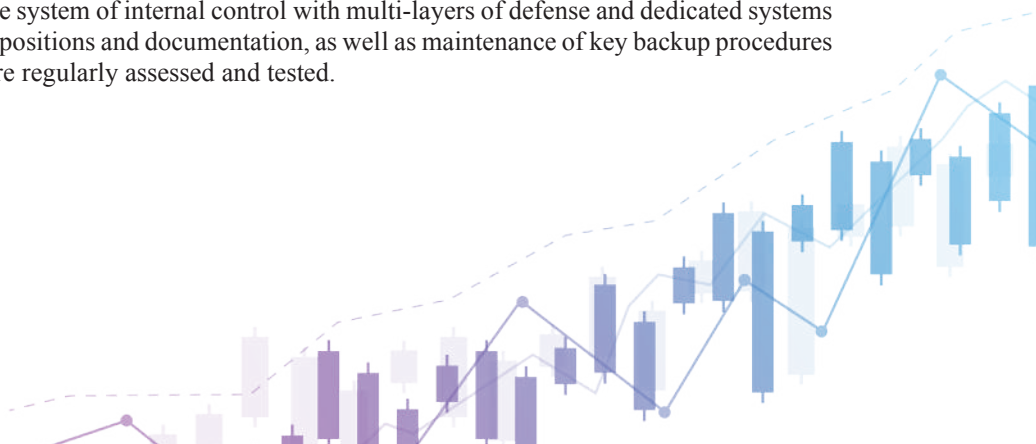 e system of internal control with multi-layers of defense and dedicated systems
positions and documentation, as well as maintenance of key backup procedures
re regularly assessed and tested.